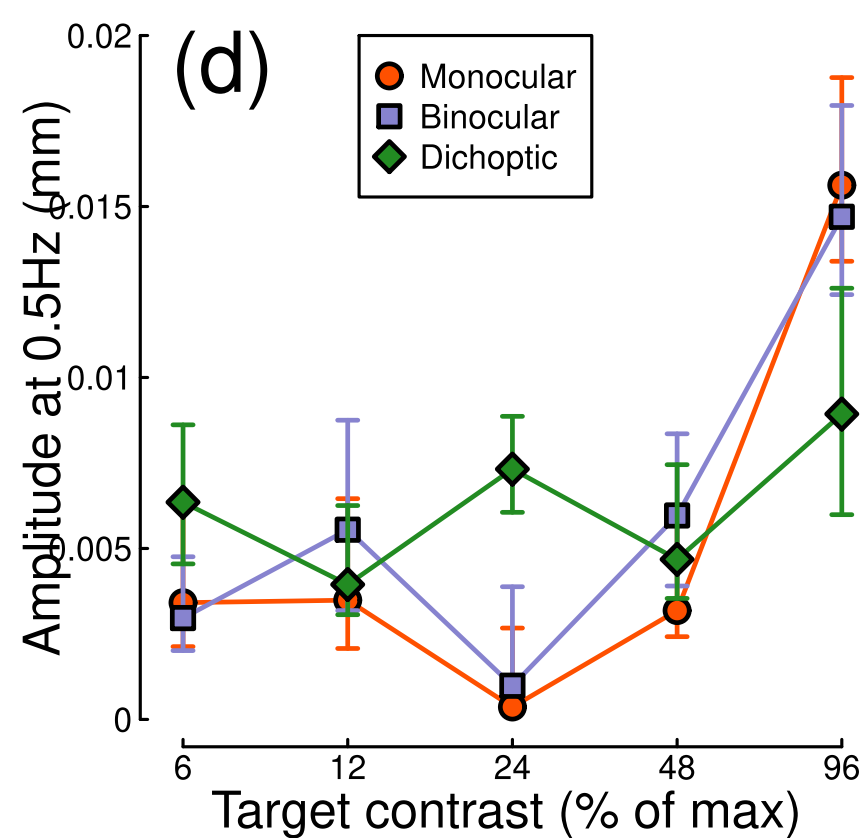 (d)
Monocular
Binocular
Dichoptic
Amplitude at 0.5Hz (mm)
0.02
0.015
0.01
0.005
0
6 12 24 48 96
Target contrast (% of max)